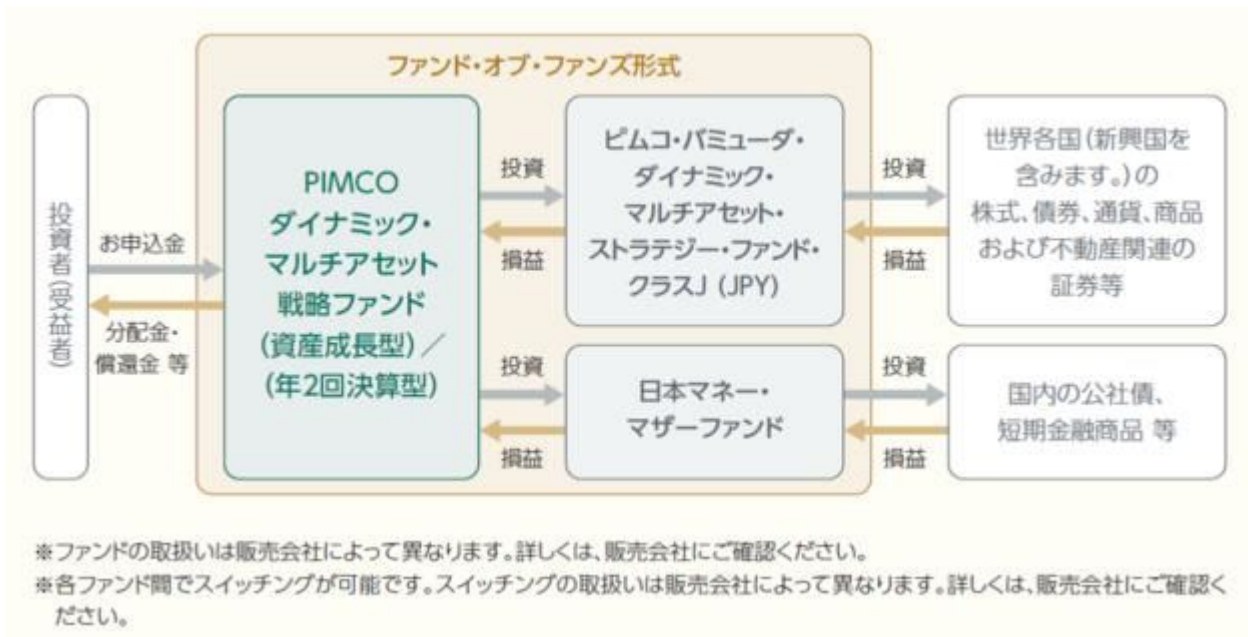 ファンド・オブ・ファンズ形式
投資者(受益者)
お申込金
分配金・
償還金 等
PIMCO
ダイナミック・
マルチアセット
戦略ファンド
(資産成長型)／
(年2回決算型)
投資
損益
投資
損益
ピムコ・バミューダ・
ダイナミック・
マルチアセット・
ストラテジー・ファンド・
クラスJ (JPY)
日本マネー・
マザーファンド
投資
損益
投資
損益
世界各国(新興国を
含みます。)の
株式、債券、通貨、商品
および不動産関連の
証券等
国内の公社債、
短期金融商品 等
※ファンドの取扱いは販売会社によって異なります。詳しくは、販売会社にご確認ください。
※各ファンド間でスイッチングが可能です。スイッチングの取扱いは販売会社によって異なります。詳しくは、販売会社にご確認く
ださい。